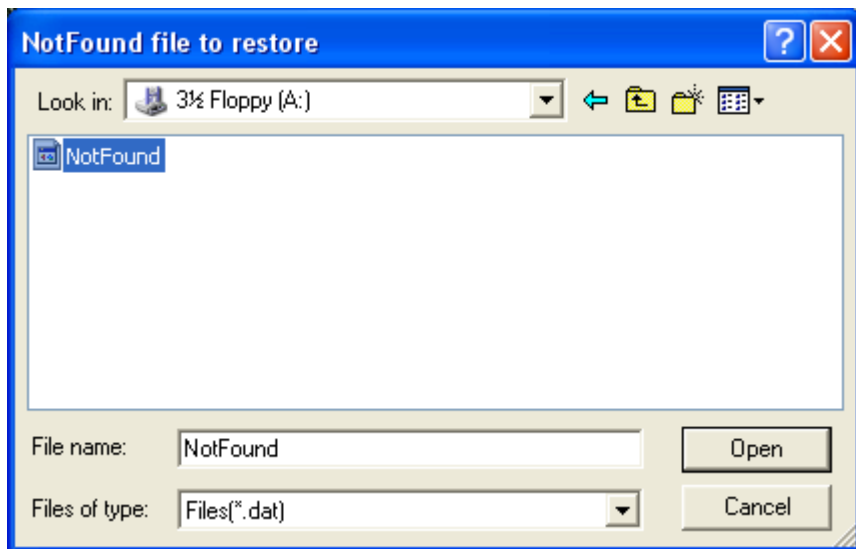 NotFound file to restore
Look in: 3½ Floppy (A:)
NotFound
File name: NotFound
Open
Files of type: Files(*.dat)
Cancel